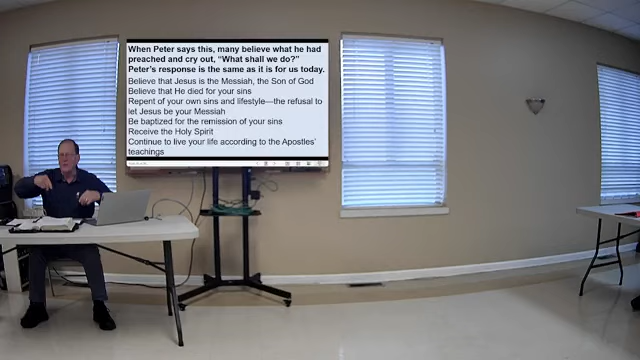 When Peter says this, many believe what he had
preached and cry out, “What shall we do?”
Peter’s response is the same as it is for us today.
Believe that Jesus is the Messiah, the Son of God
Believe that He died for your sins
Repent of your own sins and lifestyle—the refusal to
let Jesus be your Messiah
Be baptized for the remission of your sins
Receive the Holy Spirit
Continue to live your life according to the Apostles’
teachings